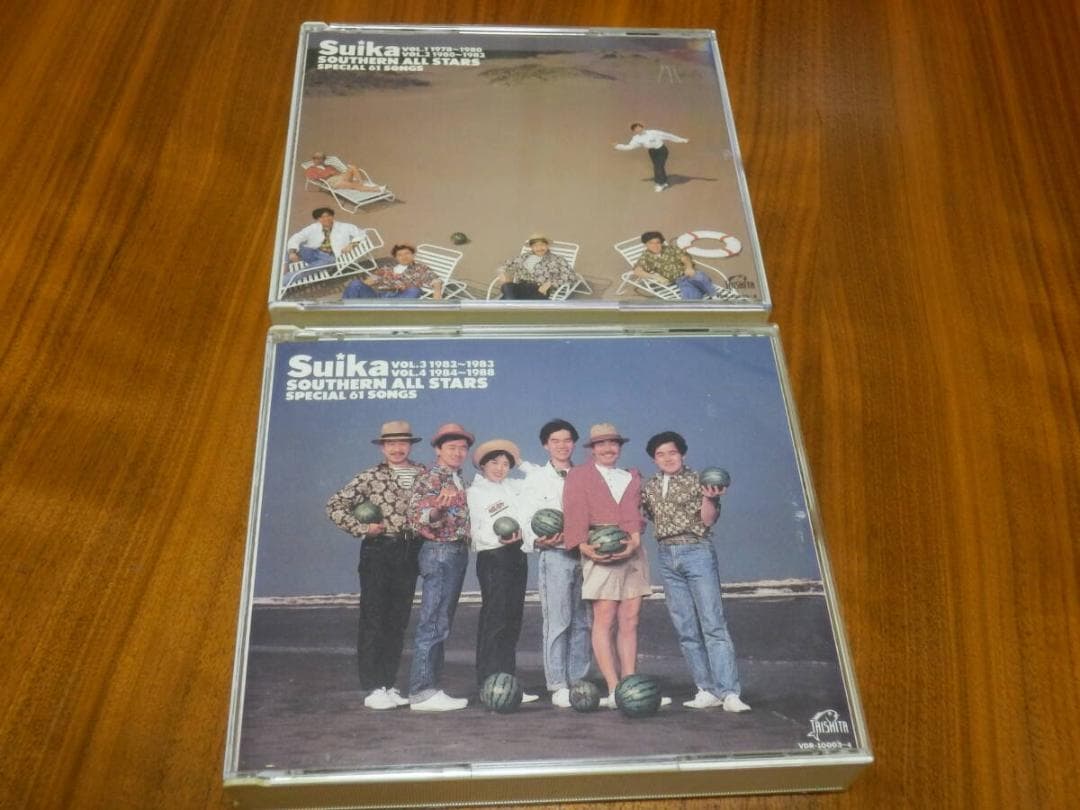 Suika VOL.1 1978~1980
VOL.2 1980~1982
SOUTHERN ALL STARS
SPECIAL 61 SONGS
TAISHITA
Suika VOL.3 1982~1983
VOL.4 1984~1988
SOUTHERN ALL STARS
SPECIAL 61 SONGS
TAISHITA
VDR-10003~4